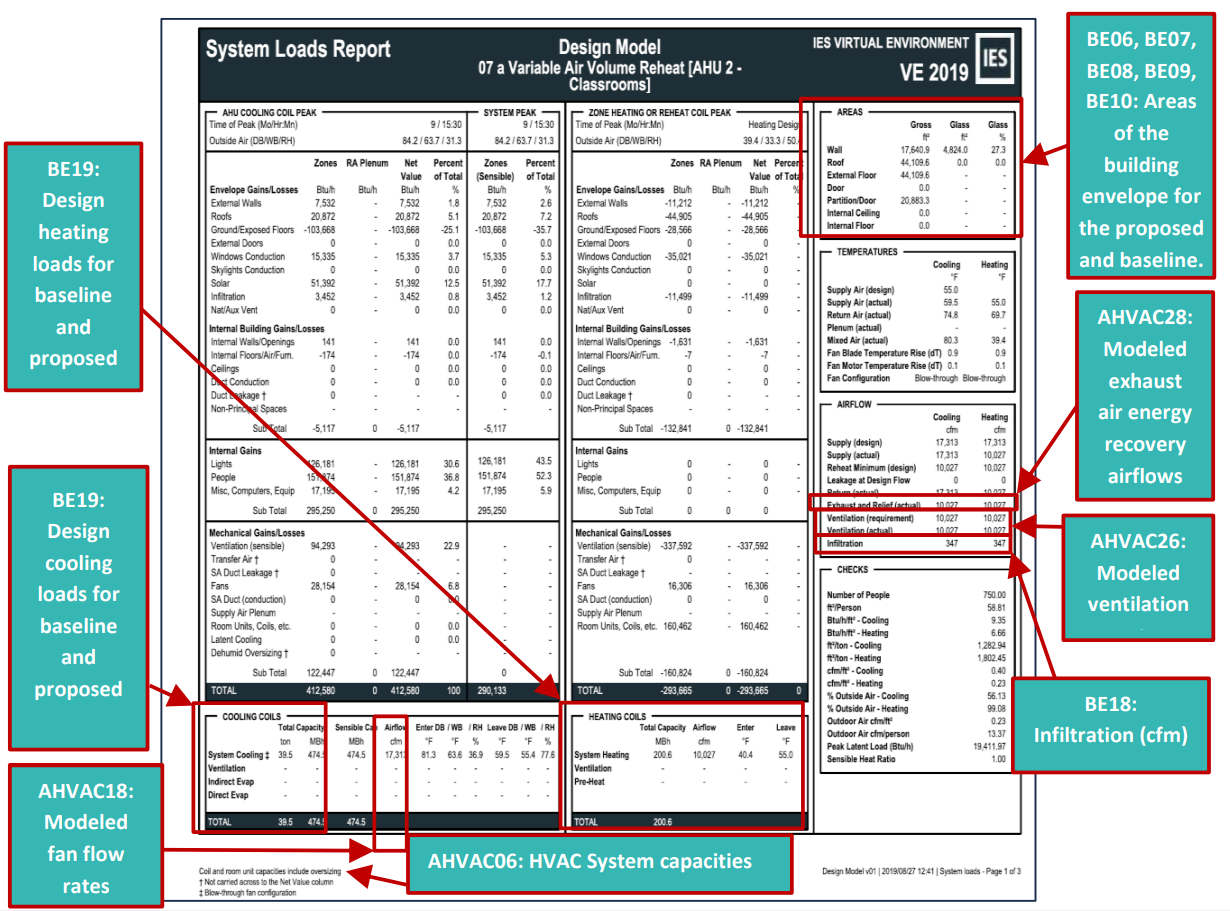 System Loads Report
Design Model
07 a Variable Air Volume Reheat [AHU 2 -
Classrooms]
IES VIRTUAL ENVIRONMENT
VE 2019
IES
BE06, BE07,
BE08, BE09,
BE10: Areas
of the
building
envelope for
the proposed
and baseline.
BE19:
Design
heating
loads for
baseline
and
proposed
BE19:
Design
cooling
loads for
baseline
and
proposed
AHVAC18:
Modeled
fan flow
rates
AHU COOLING COIL PEAK
SYSTEM PEAK
Time of Peak (Mo/Hr:Mn) 9 / 15:30 9 / 15:30
Outside Air (DB/WB/RH) 84.2 / 63.7 / 31.3 84.2 / 63.7 / 31.3
Zones RA Plenum Net Percent Zones Percent
Value of Total (Sensible) of Total
Envelope Gains/Losses Btu/h Btu/h Btu/h % Btu/h %
External Walls 7,532 - 7,532 1.8 7,532 2.6
Roofs 20,872 - 20,872 5.1 20,872 7.2
Ground/Exposed Floors -103,668 -103,668 -25.1 -103,668 -35.7
External Doors 0 - 0 0.0 0 0.0
Windows Conduction 15,335 - 15,335 3.7 15,335 5.3
Skylights Conduction 0 - 0 0.0 0 0.0
Solar 51,392 - 51,392 12.5 51,392 17.7
Infiltration 3,452 - 3,452 0.8 3,452 1.2
Nat/Aux Vent 0 - 0 0.0 0 0.0
Internal Building Gains/Losses
Internal Walls/Openings 141 - 141 0.0 141 0.0
Internal Floors/Air/Furn. -174 - -174 0.0 -174 -0.1
Ceilings 0 - 0 0.0 0 0.0
Duct Conduction 0 - 0 0.0 0 0.0
Duct Leakage † 0 - - - 0 0.0
Non-Principal Spaces - - - - - -
Sub Total -5,117 0 -5,117 -5,117
Internal Gains
Lights 126,181 - 126,181 30.6 126,181 43.5
People 151,874 - 151,874 36.8 151,874 52.3
Misc, Computers, Equip 17,195 - 17,195 4.2 17,195 5.9
Sub Total 295,250 0 295,250 295,250
Mechanical Gains/Losses
Ventilation (sensible) 94,293 - 94,293 22.9 - -
Transfer Air † 0 - - - - -
SA Duct Leakage † 0 - - - - -
Fans 28,154 - 28,154 6.8 - -
SA Duct (conduction) 0 - 0 0.0 - -
Supply Air Plenum - - - - - -
Room Units, Coils, etc. 0 - 0 0.0 - -
Latent Cooling 0 - 0 0.0 - -
Dehumid Oversizing † 0 - - - - -
Sub Total 122,447 0 122,447 0
TOTAL 412,580 0 412,580 100 290,133
COOLING COILS
Total Capacity Sensible Cap Airflow Enter DB / WB / RH Leave DB / WB / RH
ton MBh MBh cfm °F °F % °F °F %
System Cooling ‡ 39.5 474.5 474.5 17,313 81.3 63.6 36.9 59.5 55.4 77.6
Ventilation - - - - - - - - - -
Indirect Evap - - - - - - - - - -
Direct Evap - - - - - - - - - -
TOTAL 39.5 474.5 474.5
ZONE HEATING OR REHEAT COIL PEAK
Time of Peak (Mo/Hr:Mn) Heating Design
Outside Air (DB/WB/RH) 39.4 / 33.3 / 50.
Zones RA Plenum Net Percent
Value of Total
Envelope Gains/Losses Btu/h Btu/h Btu/h %
External Walls -11,212 - -11,212 -
Roofs -44,905 - -44,905 -
Ground/Exposed Floors -28,566 - -28,566 -
External Doors 0 - 0 -
Windows Conduction -35,021 - -35,021 -
Skylights Conduction 0 - 0 -
Solar 0 - 0 -
Infiltration -11,499 - -11,499 -
Nat/Aux Vent 0 - 0 -
Internal Building Gains/Losses
Internal Walls/Openings -1,631 - -1,631 -
Internal Floors/Air/Furn. -7 - -7 -
Ceilings 0 - 0 -
Duct Conduction 0 - 0 -
Duct Leakage † 0 - - -
Non-Principal Spaces - - - -
Sub Total -132,841 0 -132,841
Internal Gains
Lights 0 - 0 -
People 0 - 0 -
Misc, Computers, Equip 0 - 0 -
Sub Total 0 0 0
Mechanical Gains/Losses
Ventilation (sensible) -337,592 - -337,592 -
Transfer Air † 0 - - -
SA Duct Leakage † 0 - - -
Fans 16,306 - 16,306 -
SA Duct (conduction) 0 - 0 -
Supply Air Plenum - - - -
Room Units, Coils, etc. 160,462 - 160,462 -
Sub Total -160,824 0 -160,824
TOTAL -293,665 0 -293,665 0
HEATING COILS
Total Capacity Airflow Enter Leave
MBh cfm °F °F
System Heating 200.6 10,027 40.4 55.0
Ventilation - - - -
Pre-Heat - - - -
TOTAL 200.6
AREAS
Gross Glass Glass
ft² ft² %
Wall 17,640.9 4,824.0 27.3
Roof 44,109.6 0.0 0.0
External Floor 44,109.6 - -
Door 0.0 - -
Partition/Door 20,883.3 - -
Internal Ceiling 0.0 - -
Internal Floor 0.0 - -
TEMPERATURES
Cooling Heating
°F °F
Supply Air (design) 55.0
Supply Air (actual) 59.5 55.0
Return Air (actual) 74.8 69.7
Plenum (actual) - -
Mixed Air (actual) 80.3 39.4
Fan Blade Temperature Rise (dT) 0.9 0.9
Fan Motor Temperature Rise (dT) 0.1 0.1
Fan Configuration Blow-through Blow-through
AIRFLOW
Cooling Heating
cfm cfm
Supply (design) 17,313 17,313
Supply (actual) 17,313 10,027
Reheat Minimum (design) 10,027 10,027
Leakage at Design Flow 0 0
Return (actual) 17,313 10,027
Exhaust and Relief (actual) 10,027 10,027
Ventilation (requirement) 10,027 10,027
Ventilation (actual) 10,027 10,027
Infiltration 347 347
CHECKS
Number of People 750.00
ft²/Person 58.81
Btu/h/ft² - Cooling 9.35
Btu/h/ft² - Heating 6.66
ft²/ton - Cooling 1,282.94
ft²/ton - Heating 1,802.45
cfm/ft² - Cooling 0.40
cfm/ft² - Heating 0.23
% Outside Air - Cooling 56.13
% Outside Air - Heating 99.08
Outdoor Air cfm/ft² 0.23
Outdoor Air cfm/person 13.37
Peak Latent Load (Btu/h) 19,411.97
Sensible Heat Ratio 1.00
AHVAC28:
Modeled
exhaust
air energy
recovery
airflows
AHVAC26:
Modeled
ventilation
BE18:
Infiltration (cfm)
AHVAC06: HVAC System capacities
Coil and room unit capacities include oversizing
† Not carried across to the Net Value column
‡ Blow-through fan configuration
Design Model v01 | 2019/08/27 12:41 | System loads - Page 1 of 3